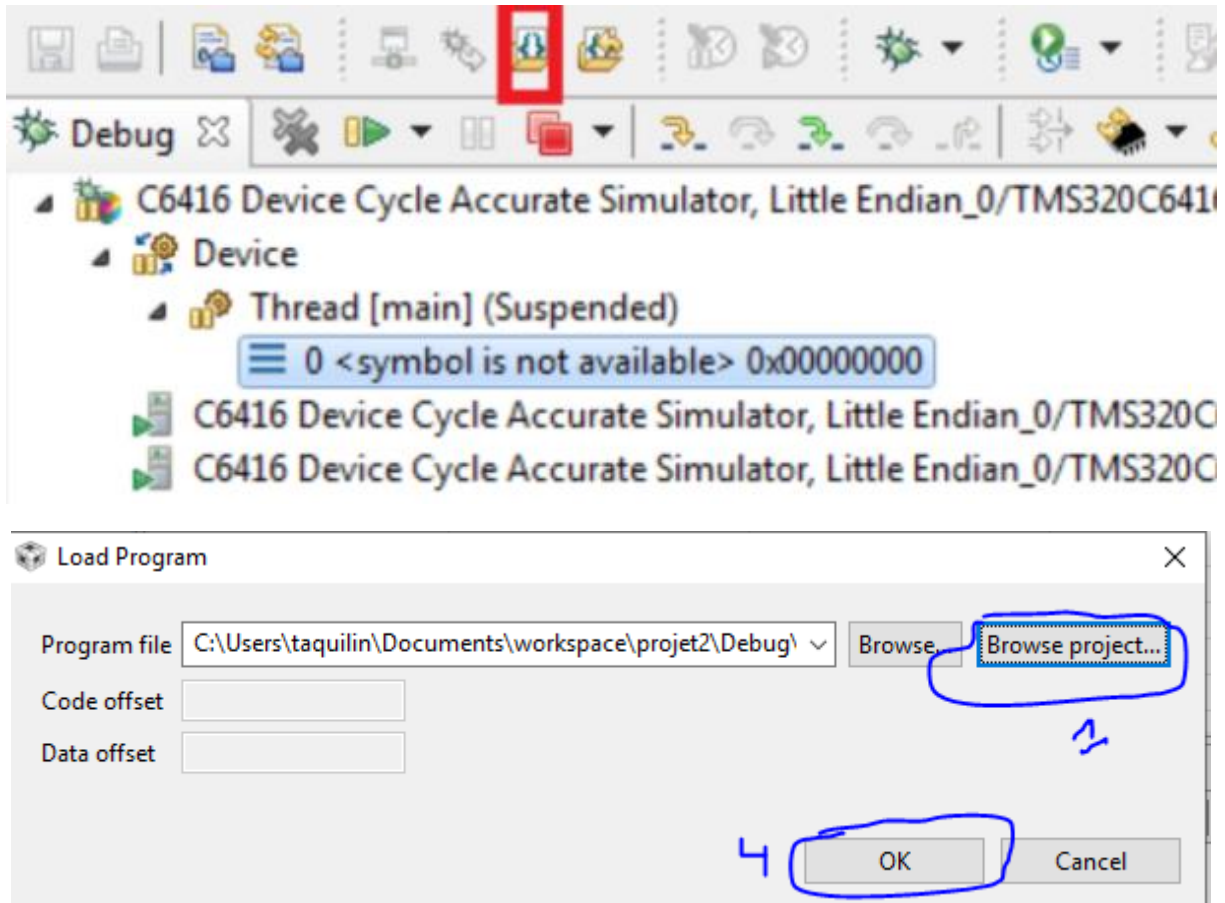 Debug
C6416 Device Cycle Accurate Simulator, Little Endian_0/TMS320C6416
Device
Thread [main] (Suspended)
0 <symbol is not available> 0x00000000
C6416 Device Cycle Accurate Simulator, Little Endian_0/TMS320C
C6416 Device Cycle Accurate Simulator, Little Endian_0/TMS320C
Load Program
Program file C:\Users\taquilin\Documents\workspace\projet2\Debug\ Browse... Browse project...
Code offset
1
Data offset
4 OK Cancel